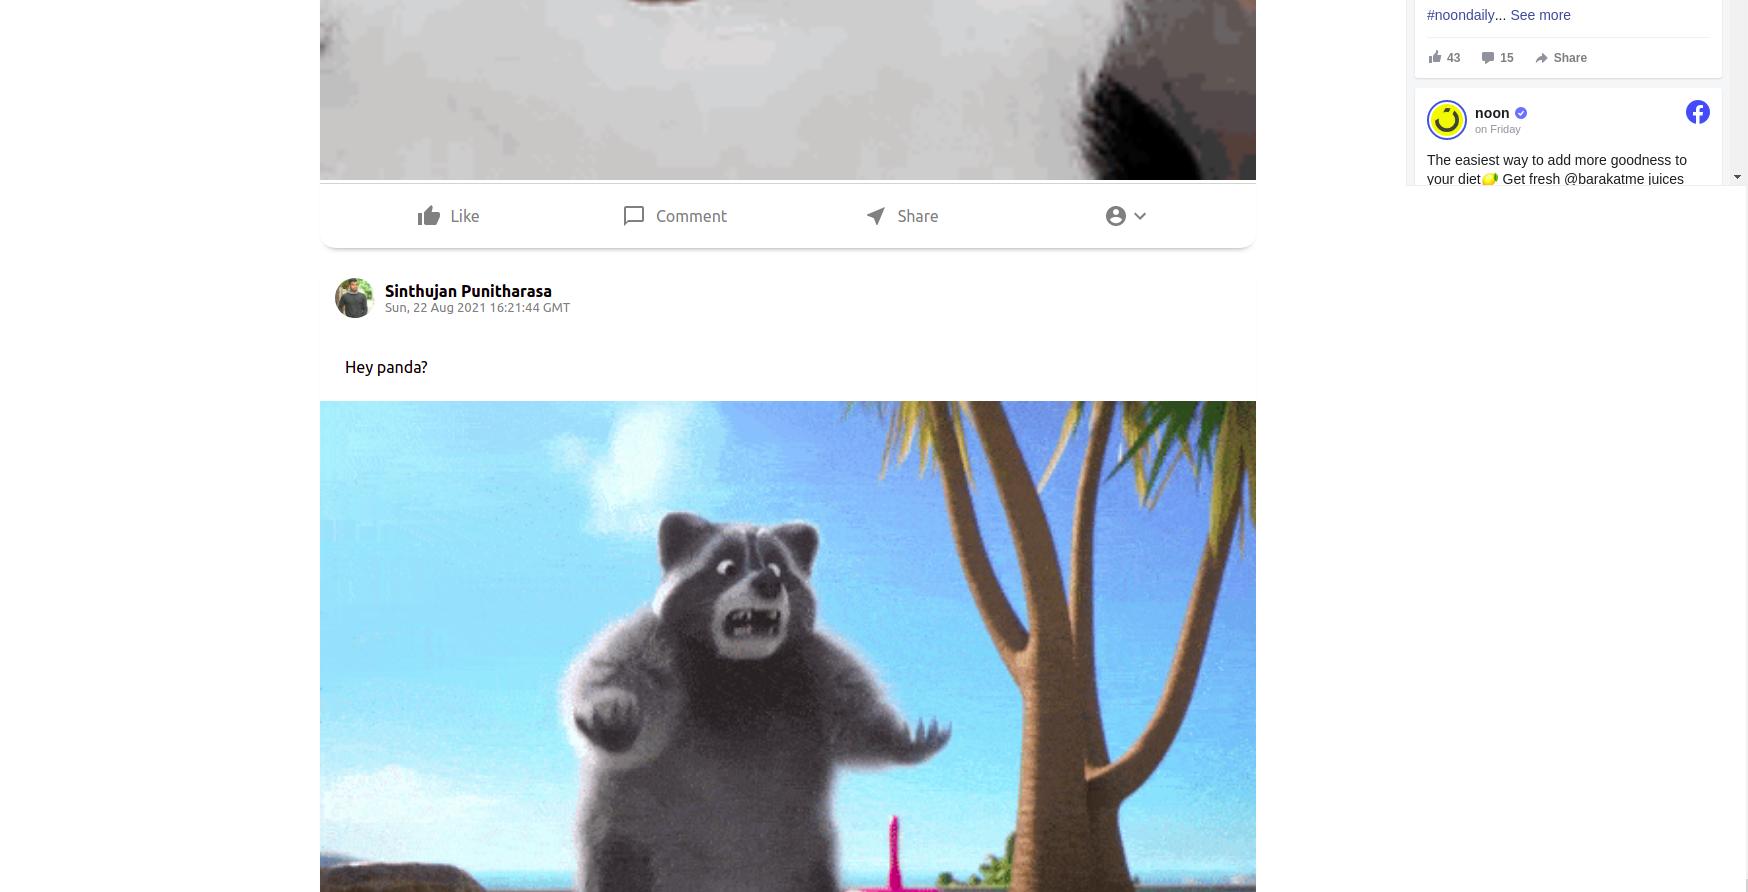 Like
Comment
Share
Sinthujan Punitharasa
Sun, 22 Aug 2021 16:21:44 GMT
Hey panda?
#noondaily... See more
43
15
Share
noon
on Friday
The easiest way to add more goodness to
your diet🍋 Get fresh @barakatme juices